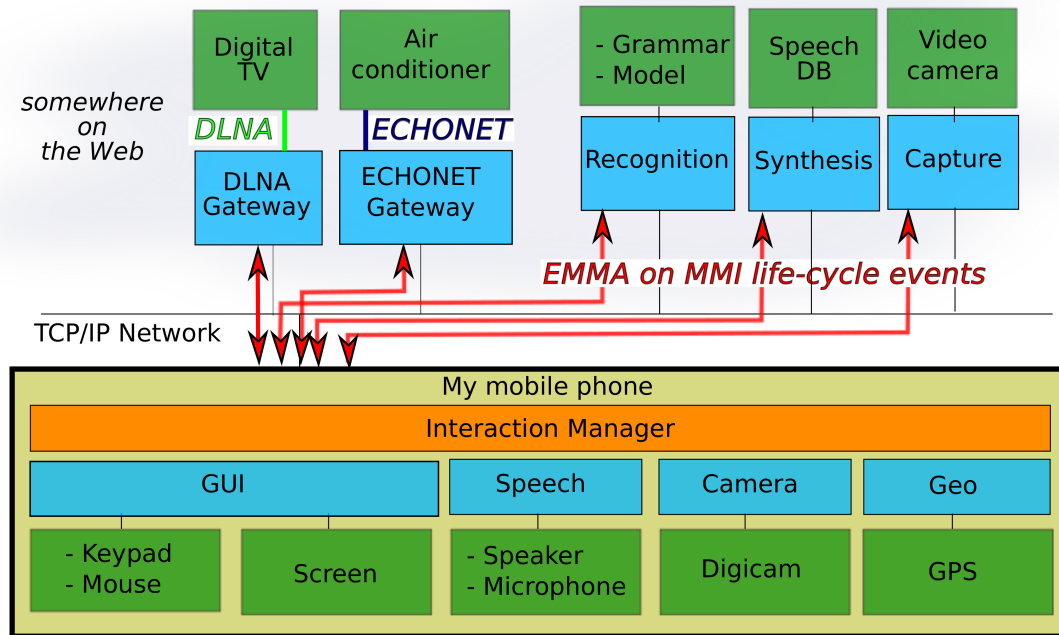 Digital
TV
Air
conditioner
- Grammar
- Model
Speech
DB
Video
camera
somewhere
on
the Web
DLNA
ECHONET
DLNA
Gateway
ECHONET
Gateway
Recognition
Synthesis
Capture
EMMA on MMI life-cycle events
TCP/IP Network
My mobile phone
Interaction Manager
GUI
Speech
Camera
Geo
- Keypad
- Mouse
Screen
- Speaker
- Microphone
Digicam
GPS